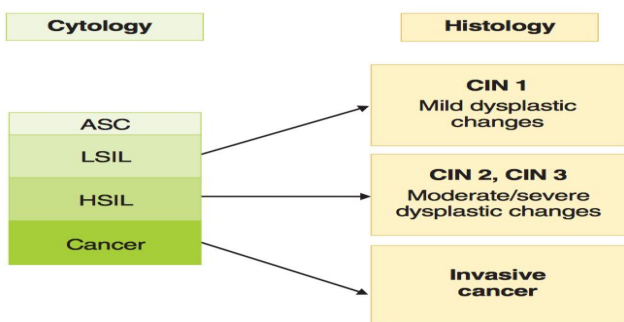 Cytology
Histology
ASC
LSIL
HSIL
Cancer
CIN 1
Mild dysplastic
changes
CIN 2, CIN 3
Moderate/severe
dysplastic changes
Invasive
cancer